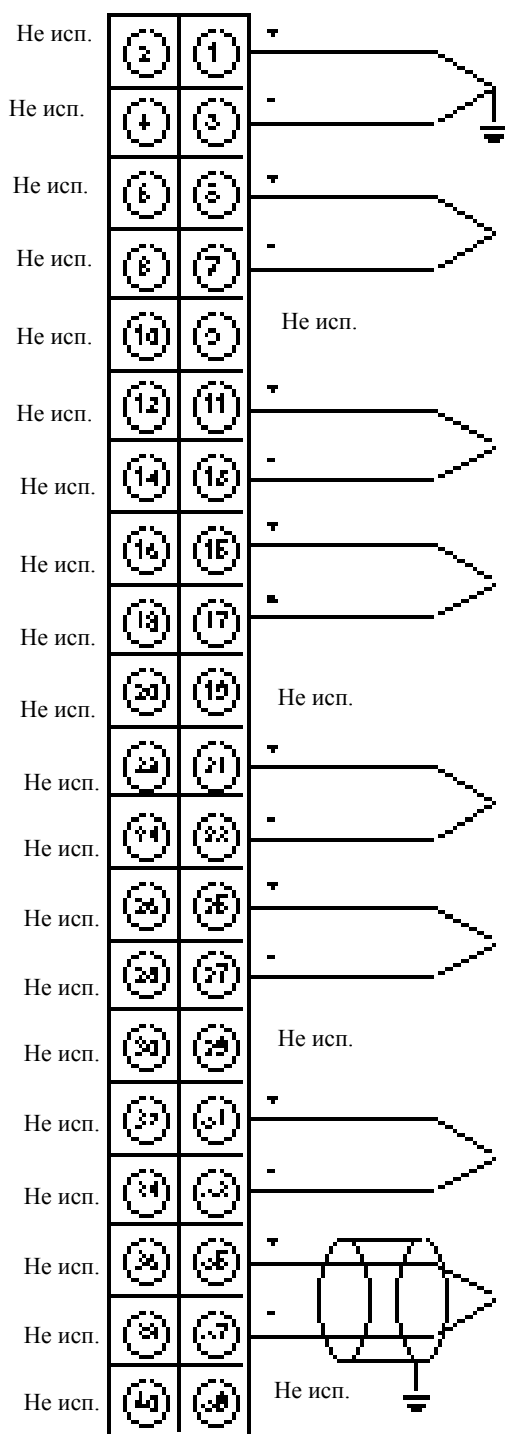 Не исп. 2 1 +
Не исп. 4 3 -
Не исп. 6 5 +
Не исп. 8 7 -
Не исп. 10 9 Не исп.
Не исп. 12 11 +
Не исп. 14 13 -
Не исп. 16 15 +
Не исп. 18 17 -
Не исп. 20 19 Не исп.
Не исп. 22 21 +
Не исп. 24 23 -
Не исп. 26 25 +
Не исп. 28 27 -
Не исп. 30 29 Не исп.
Не исп. 32 31 +
Не исп. 34 33 -
Не исп. 36 35 +
Не исп. 38 37 -
Не исп. 40 39 Не исп.